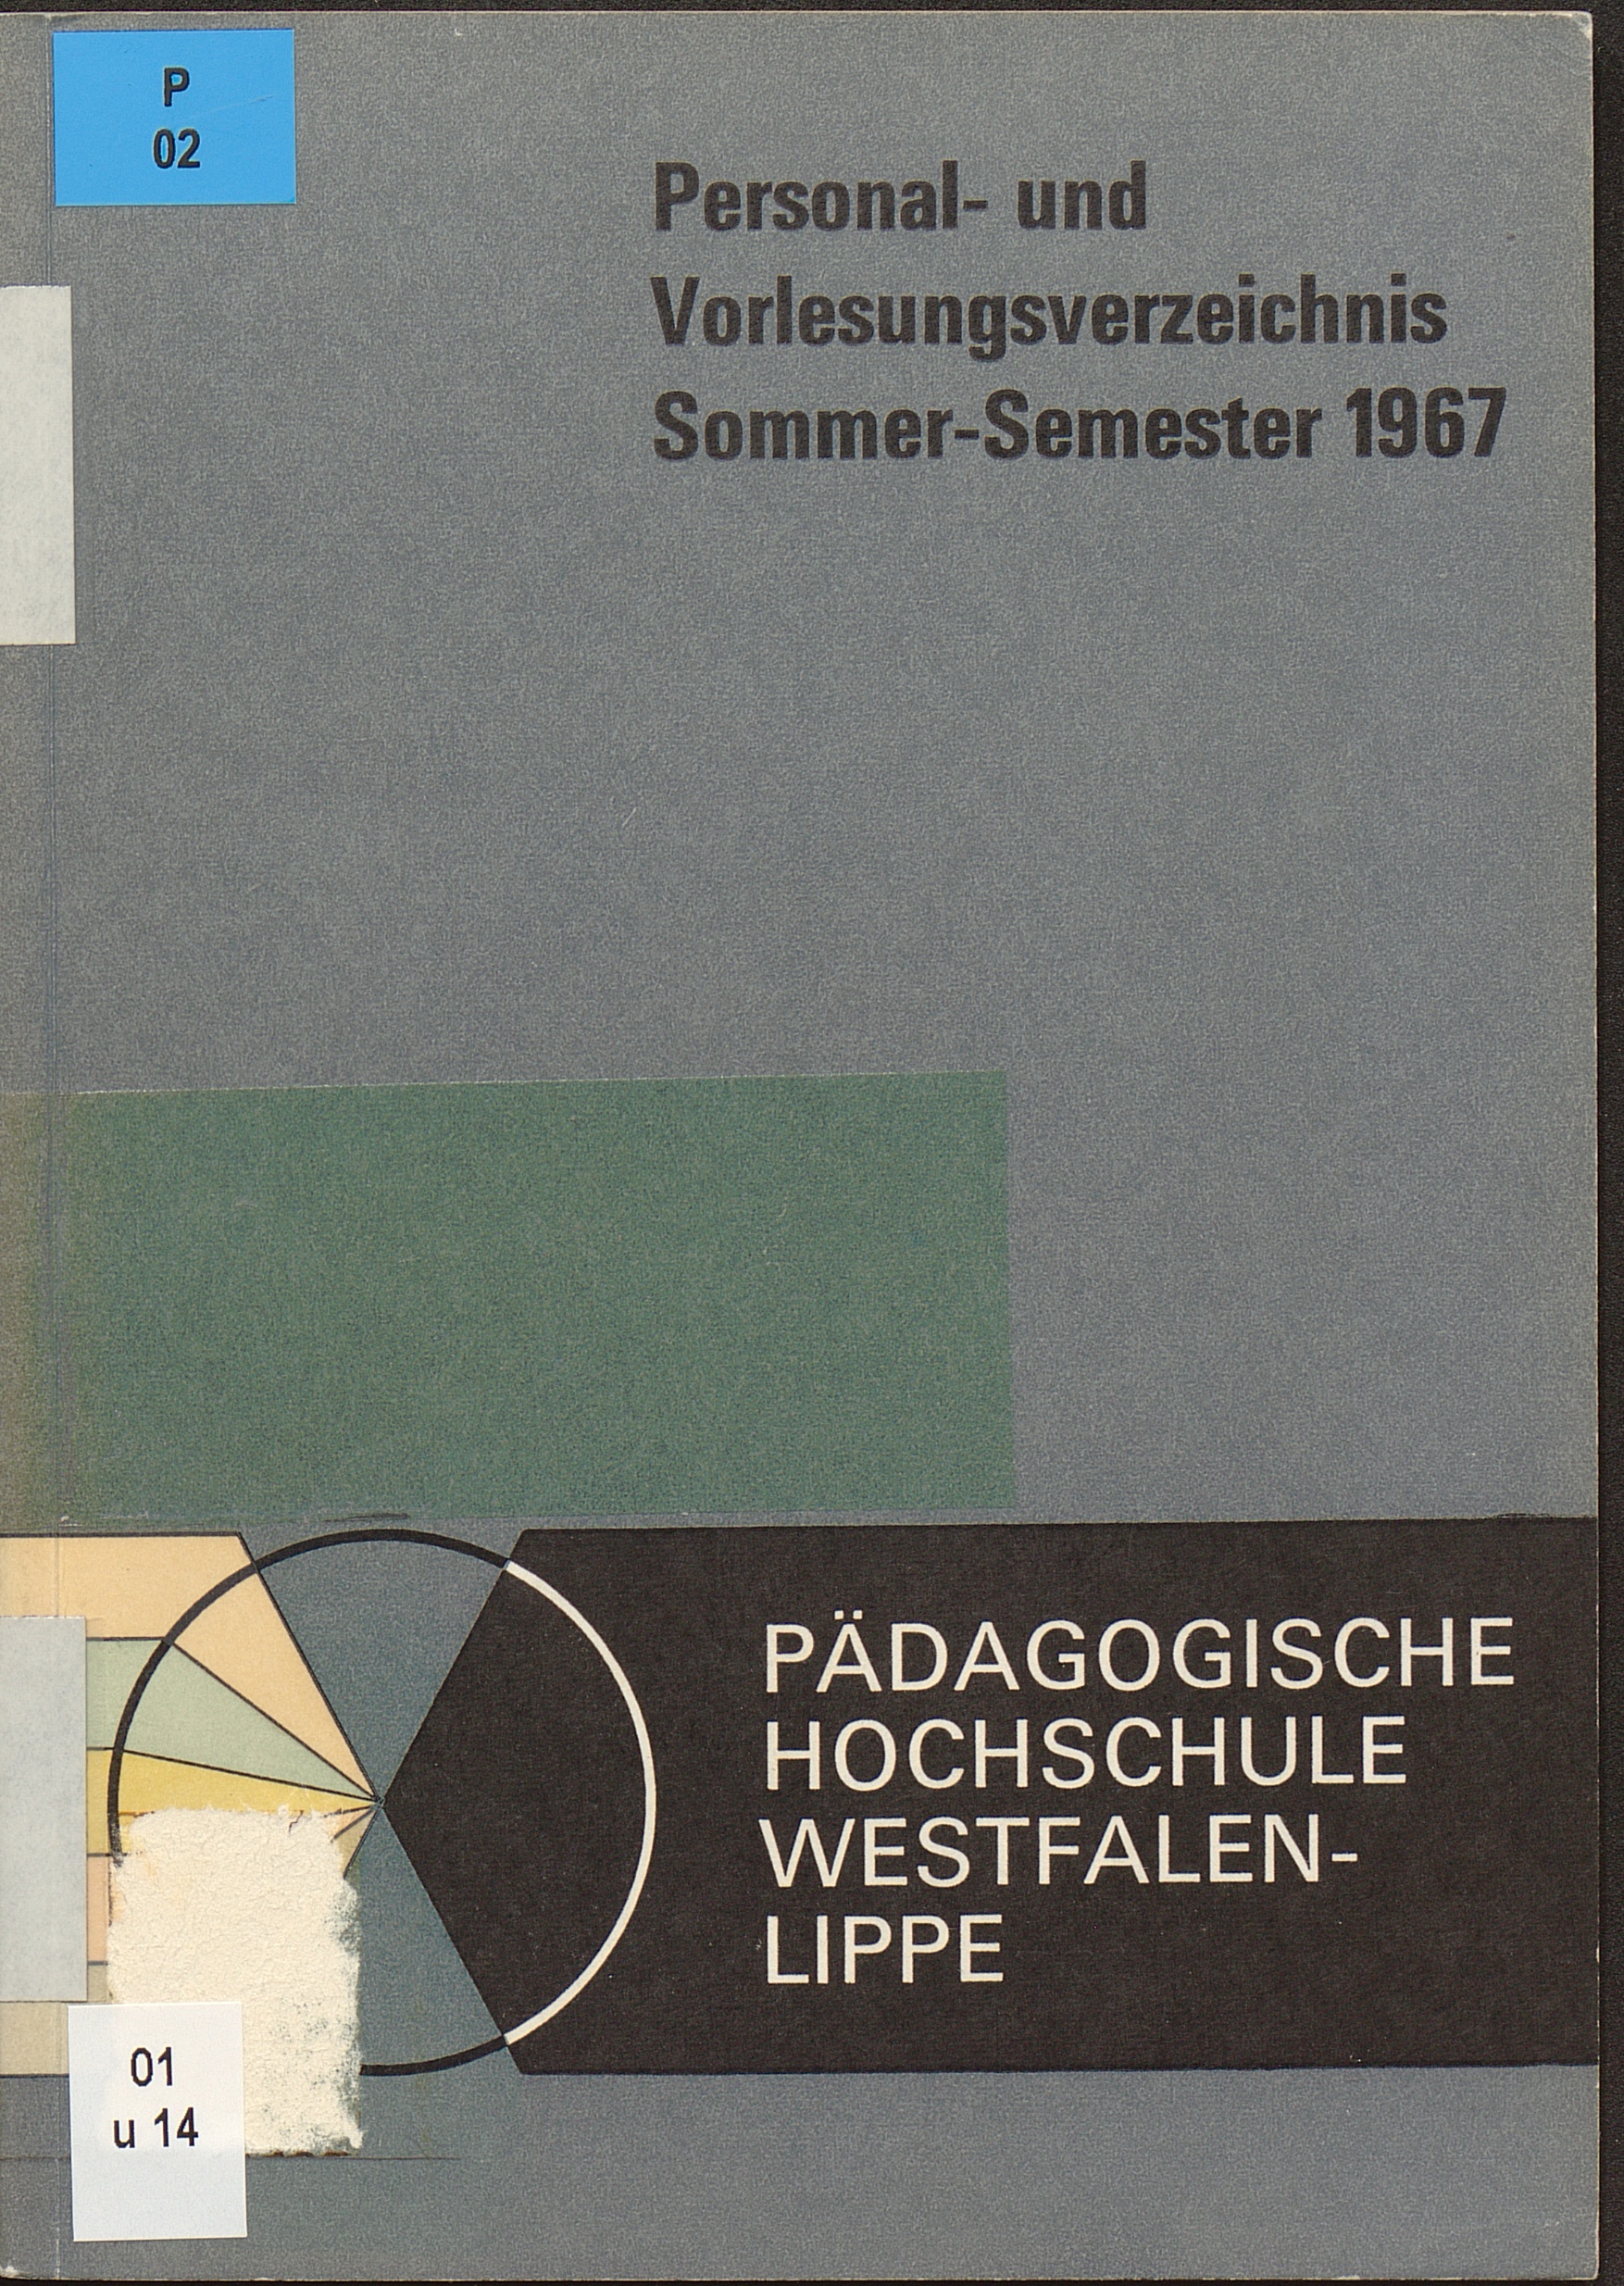 P
02
Personal- und
Vorlesungsverzeichnis
Sommer-Semester 1967
PÄDAGOGISCHE
HOCHSCHULE
WESTFALEN-
LIPPE
01
u 14